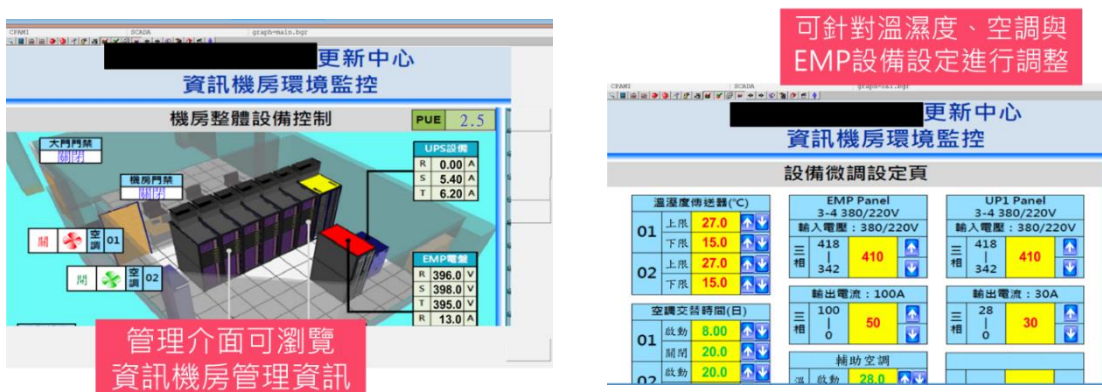 CPAMI SCADA graph-main.bgr
更新中心
資訊機房環境監控
機房整體設備控制
PUE 2.5
大門門禁
關閉
機房門禁
關閉
UPS設備
R 0.00 A
S 5.40 A
T 6.20 A
關 空調 01
開 空調 02
EMP電盤
R 396.0 V
S 398.0 V
T 395.0 V
R 13.0 A
管理介面可瀏覽
資訊機房管理資訊
可針對溫濕度、空調與
EMP設備設定進行調整
CPAMI SCADA
更新中心
資訊機房環境監控
設備微調設定頁
溫溼度傳送器(℃)
01 上限 27.0
下限 15.0
02 上限 27.0
下限 15.0
空調交替時間(日)
01 啟動 8.00
關閉 20.0
02 啟動 20.0
EMP Panel
3-4 380/220V
輸入電壓：380/220V
三相 418 | 342 410
輸出電流：100A
三相 100 | 0 50
輔助空調
溫 啟動 28.0
UP1 Panel
3-4 380/220V
輸入電壓：380/220V
三相 418 | 342 410
輸出電流：30A
三相 28 | 0 30